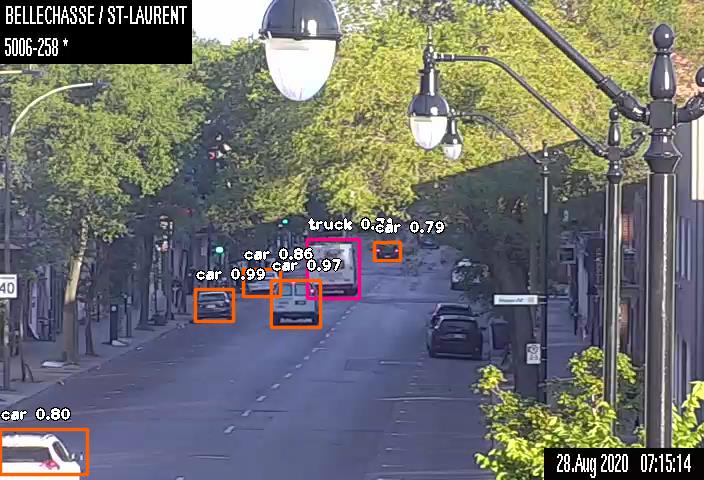 BELLECHASSE / ST-LAURENT
5006-258 *
truck 0.71
car 0.79
car 0.86
car 0.97
car 0.99
40
car 0.80
28.Aug 2020 07:15:14